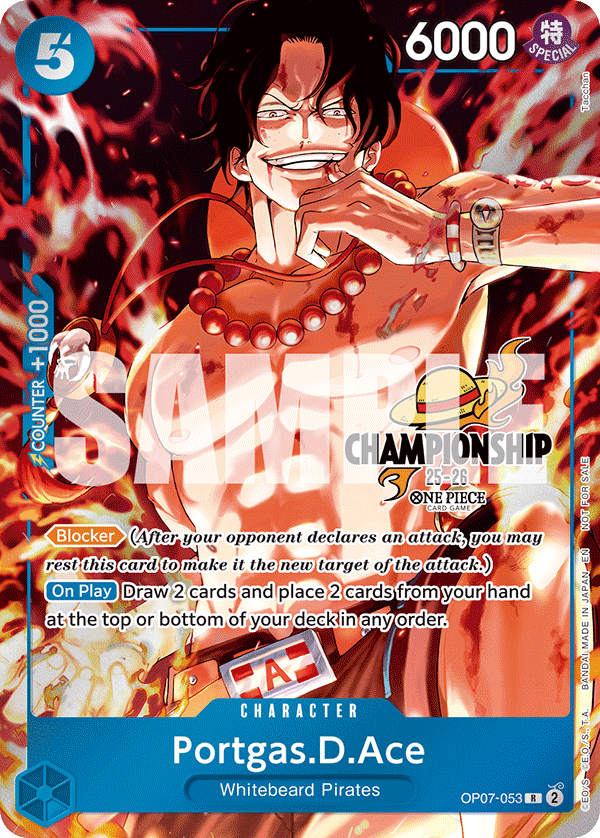 5
6000
特
SPECIAL
Tacchan
COUNTER +1000
SAMPLE
CHAMPIONSHIP
25-26
ONE PIECE
CARD GAME
Blocker (After your opponent declares an attack, you may
rest this card to make it the new target of the attack.)
On Play Draw 2 cards and place 2 cards from your hand
at the top or bottom of your deck in any order.
A
CHARACTER
Portgas.D.Ace
Whitebeard Pirates
OP07-053 R 2
©E.O./S. ©E.O./S.,T.A. BANDAI MADE IN JAPAN EN NOT FOR SALE